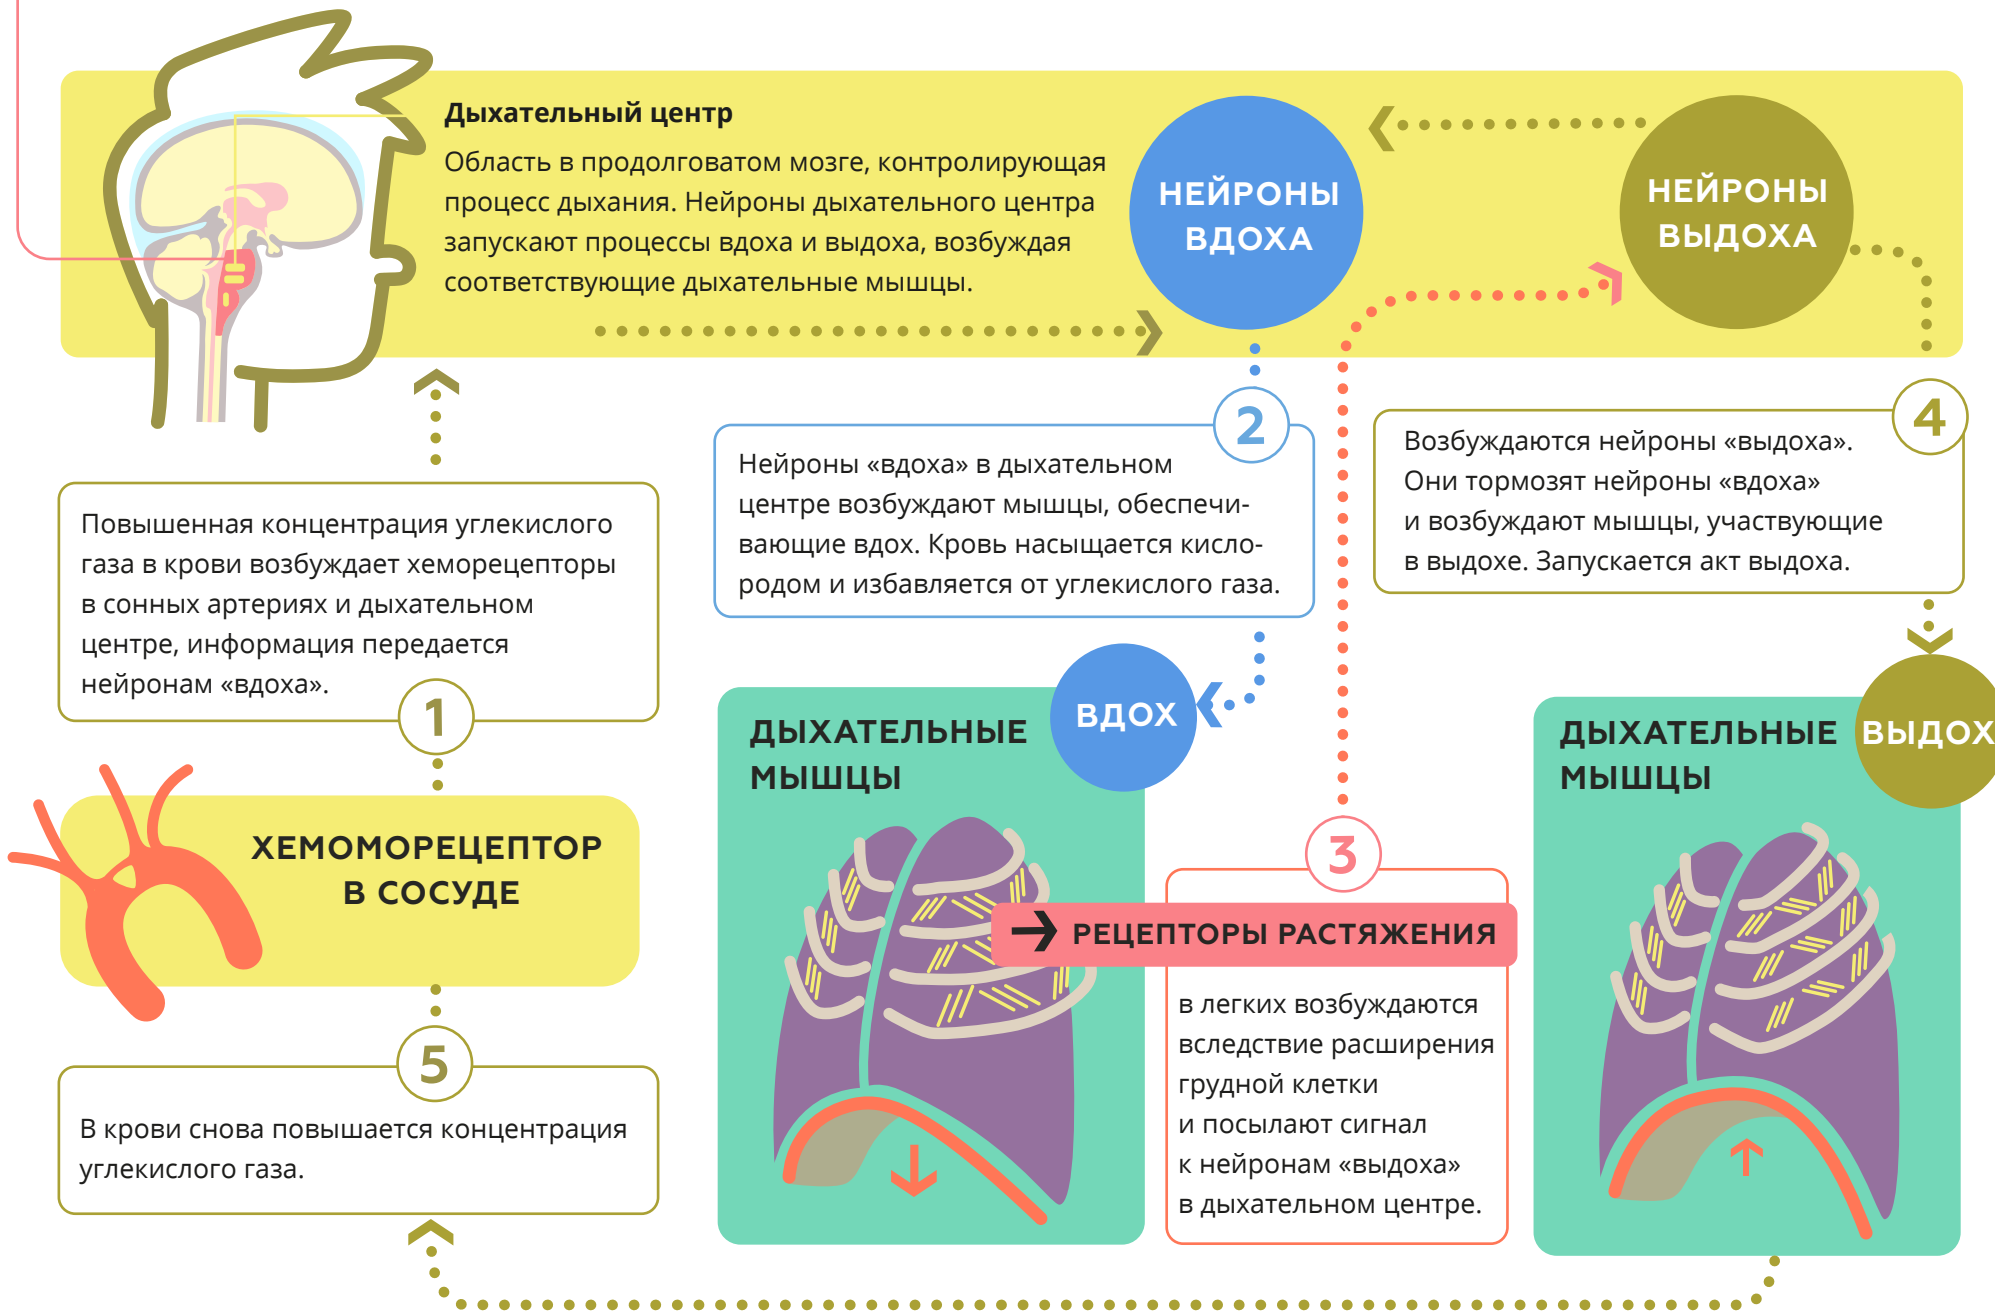 Дыхательный центр
Область в продолговатом мозге, контролирующая
процесс дыхания. Нейроны дыхательного центра
запускают процессы вдоха и выдоха, возбуждая
соответствующие дыхательные мышцы.
НЕЙРОНЫ
ВДОХА
НЕЙРОНЫ
ВЫДОХА
Повышенная концентрация углекислого
газа в крови возбуждает хеморецепторы
в сонных артериях и дыхательном
центре, информация передается
нейронам «вдоха».
1
2
Нейроны «вдоха» в дыхательном
центре возбуждают мышцы, обеспечи-
вающие вдох. Кровь насыщается кисло-
родом и избавляется от углекислого газа.
4
Возбуждаются нейроны «выдоха».
Они тормозят нейроны «вдоха»
и возбуждают мышцы, участвующие
в выдохе. Запускается акт выдоха.
ХЕМОМОРЕЦЕПТОР
В СОСУДЕ
ДЫХАТЕЛЬНЫЕ
МЫШЦЫ
ВДОХ
3
РЕЦЕПТОРЫ РАСТЯЖЕНИЯ
в легких возбуждаются
вследствие расширения
грудной клетки
и посылают сигнал
к нейронам «выдоха»
в дыхательном центре.
ДЫХАТЕЛЬНЫЕ
МЫШЦЫ
ВЫДОХ
5
В крови снова повышается концентрация
углекислого газа.